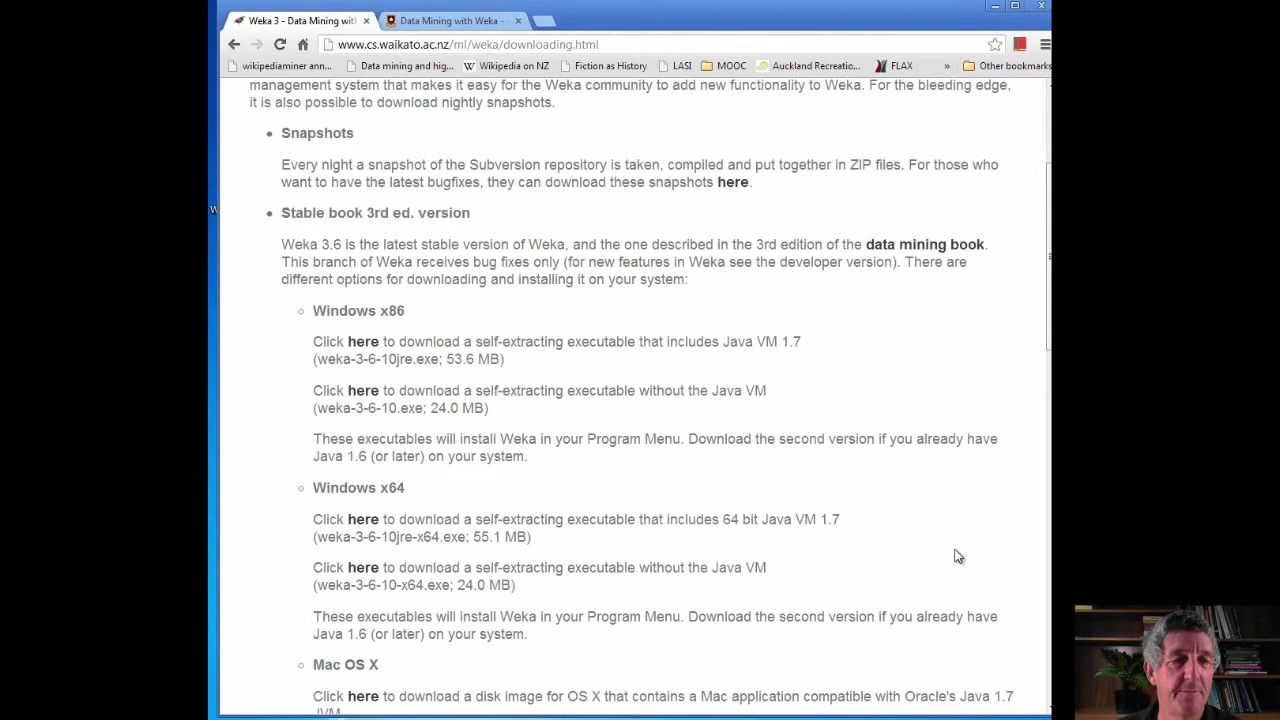 Weka 3 - Data Mining with
Data Mining with Weka -
www.cs.waikato.ac.nz/ml/weka/downloading.html
wikipediaminer ann... Data mining and hig... Wikipedia on NZ Fiction as History LASI MOOC Auckland Recreatio... FLAX » Other bookmarks
management system that makes it easy for the Weka community to add new functionality to Weka. For the bleeding edge,
it is also possible to download nightly snapshots.
• Snapshots
Every night a snapshot of the Subversion repository is taken, compiled and put together in ZIP files. For those who
want to have the latest bugfixes, they can download these snapshots here.
• Stable book 3rd ed. version
Weka 3.6 is the latest stable version of Weka, and the one described in the 3rd edition of the data mining book.
This branch of Weka receives bug fixes only (for new features in Weka see the developer version). There are
different options for downloading and installing it on your system:
○ Windows x86
Click here to download a self-extracting executable that includes Java VM 1.7
(weka-3-6-10jre.exe; 53.6 MB)
Click here to download a self-extracting executable without the Java VM
(weka-3-6-10.exe; 24.0 MB)
These executables will install Weka in your Program Menu. Download the second version if you already have
Java 1.6 (or later) on your system.
○ Windows x64
Click here to download a self-extracting executable that includes 64 bit Java VM 1.7
(weka-3-6-10jre-x64.exe; 55.1 MB)
Click here to download a self-extracting executable without the Java VM
(weka-3-6-10-x64.exe; 24.0 MB)
These executables will install Weka in your Program Menu. Download the second version if you already have
Java 1.6 (or later) on your system.
○ Mac OS X
Click here to download a disk image for OS X that contains a Mac application compatible with Oracle's Java 1.7